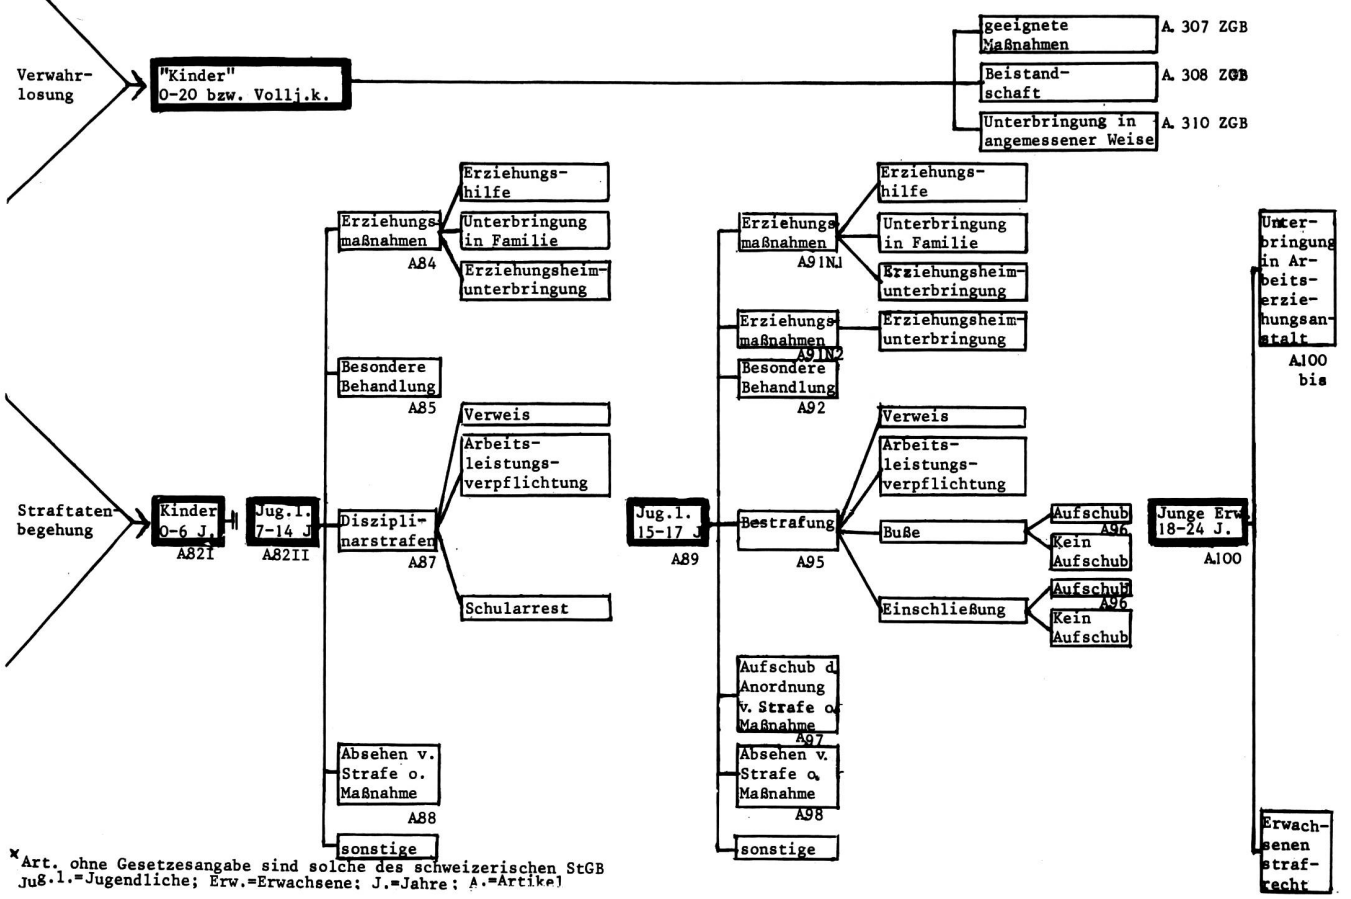 Verwahr-
losung
"Kinder"
0-20 bzw. Vollj.k.
geeignete
Maßnahmen
A. 307 ZGB
Beistand-
schaft
A. 308 ZGB
Unterbringung in
angemessener Weise
A. 310 ZGB
Straftaten-
begehung
Kinder
0-6 J.
A82I
Jug.l.
7-14 J
A82II
Erziehungs
maßnahmen
A84
Erziehungs-
hilfe
Unterbringung
in Familie
Erziehungsheim-
unterbringung
Besondere
Behandlung
A85
Diszipli-
narstrafen
A87
Verweis
Arbeits-
leistungs-
verpflichtung
Schularrest
Absehen v.
Strafe o.
Maßnahme
A88
sonstige
Jug.l.
15-17 J
A89
Erziehungs
maßnahmen
A91N.1
Erziehungs-
hilfe
Unterbringung
in Familie
Erziehungsheim-
unterbringung
Erziehungs-
maßnahmen
A91N2
Erziehungsheim-
unterbringung
Besondere
Behandlung
A92
Bestrafung
A95
Verweis
Arbeits-
leistungs-
verpflichtung
Buße
Aufschub
A96
Kein
Aufschub
Einschließung
Aufschub
A96
Kein
Aufschub
Aufschub d.
Anordnung
v. Strafe o.
Maßnahme
A97
Absehen v.
Strafe o.
Maßnahme
A98
sonstige
Junge Erw.
18-24 J.
A.100
Unter-
bringung
in Ar-
beits-
erzie-
hungsan-
stalt
A.100
bis
Erwach-
senen
straf-
recht
*Art. ohne Gesetzesangabe sind solche des schweizerischen StGB
Jug.l.=Jugendliche; Erw.=Erwachsene; J.=Jahre; A.=Artikel